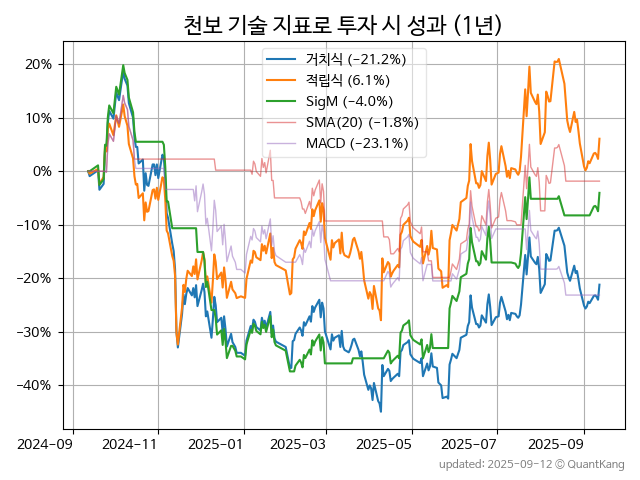 천보 기술 지표로 투자 시 성과 (1년)
거치식 (−21.2%)
적립식 (6.1%)
SigM (−4.0%)
SMA(20) (−1.8%)
MACD (−23.1%)
20%
10%
0%
−10%
−20%
−30%
−40%
2024-09 2024-11 2025-01 2025-03 2025-05 2025-07 2025-09
updated: 2025-09-12 © QuantKang